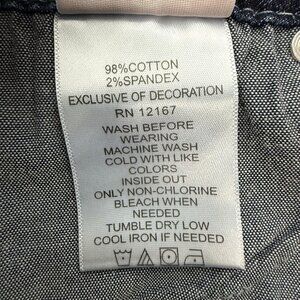 98%COTTON
2%SPANDEX
EXCLUSIVE OF DECORATION
RN 12167
WASH BEFORE
WEARING
MACHINE WASH
COLD WITH LIKE
COLORS
INSIDE OUT
ONLY NON-CHLORINE
BLEACH WHEN
NEEDED
TUMBLE DRY LOW
COOL IRON IF NEEDED